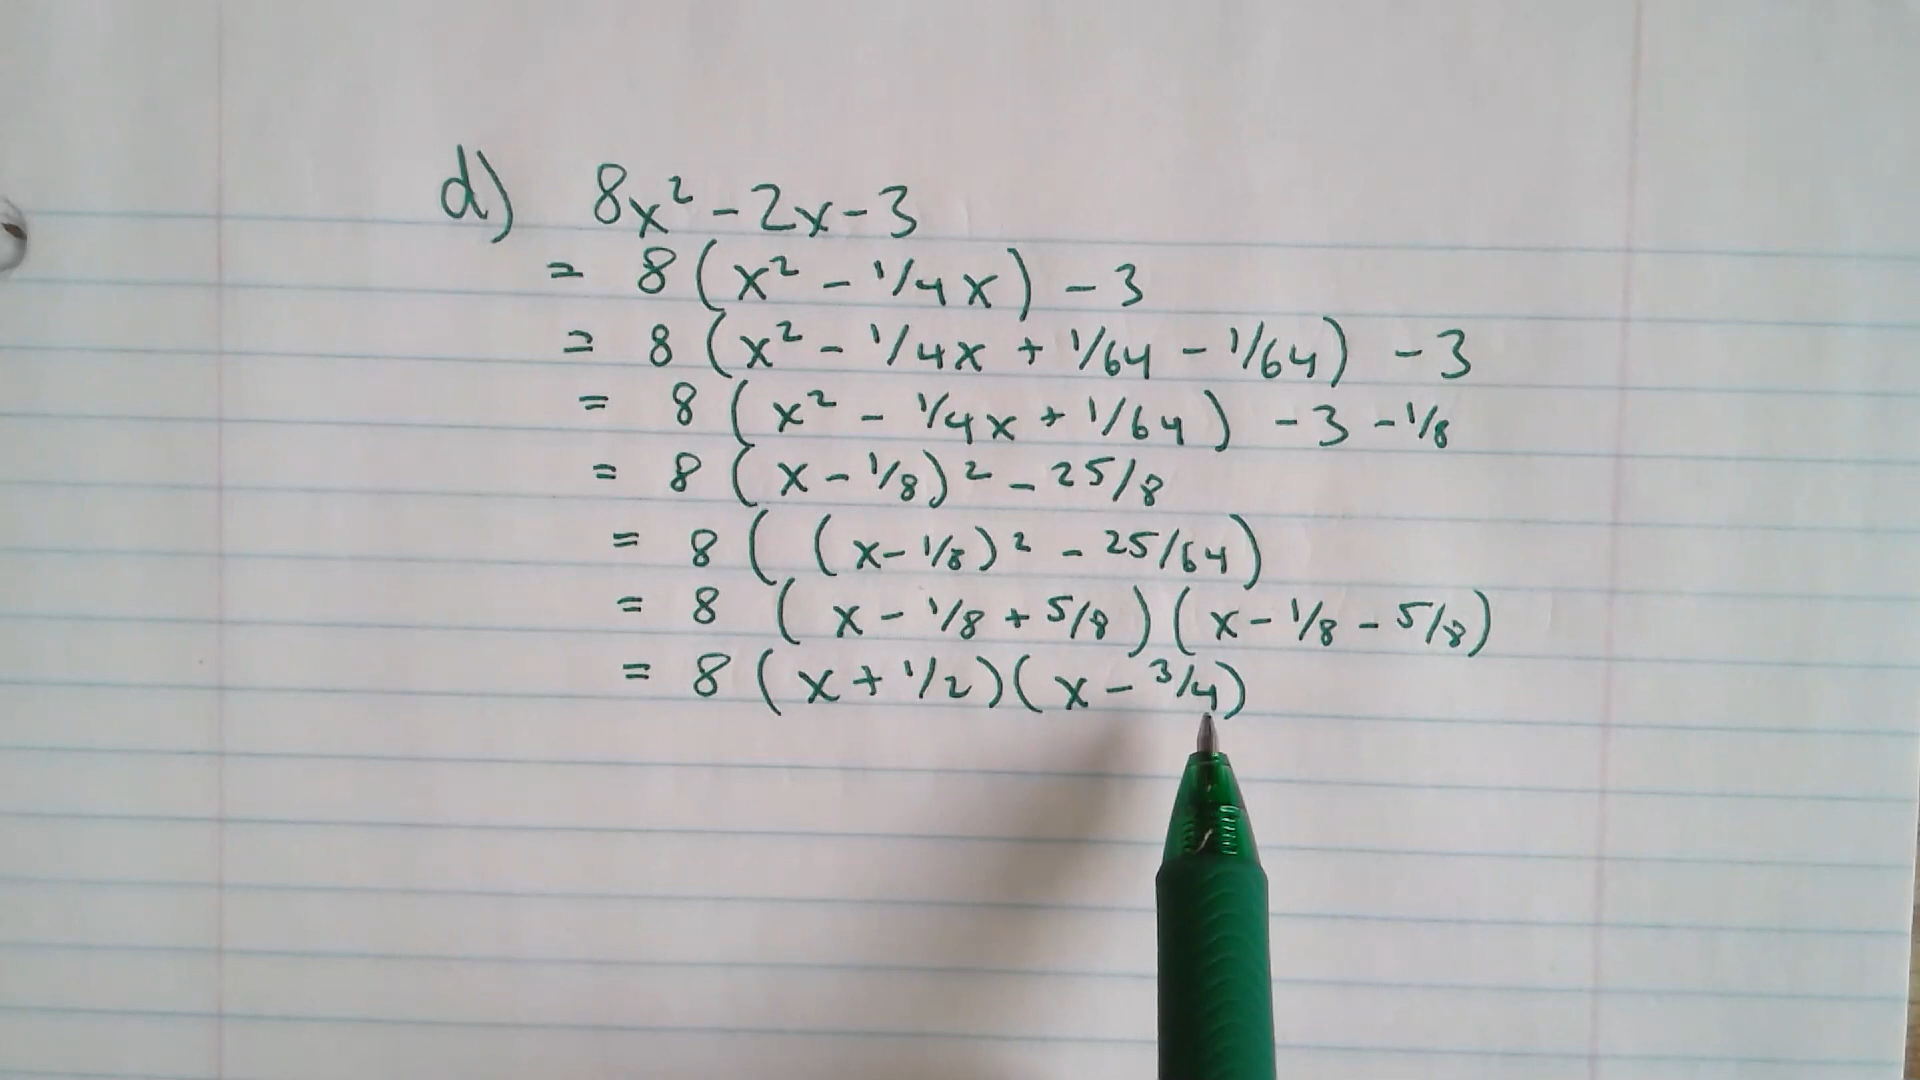 d) 8x² - 2x - 3
= 8 (x² - 1/4x) - 3
= 8 (x² - 1/4x + 1/64 - 1/64) - 3
= 8 (x² - 1/4x + 1/64) - 3 - 1/8
= 8 (x - 1/8)² - 25/8
= 8 ( (x - 1/8)² - 25/64)
= 8 (x - 1/8 + 5/8)(x - 1/8 - 5/8)
= 8 (x + 1/2)(x - 3/4)